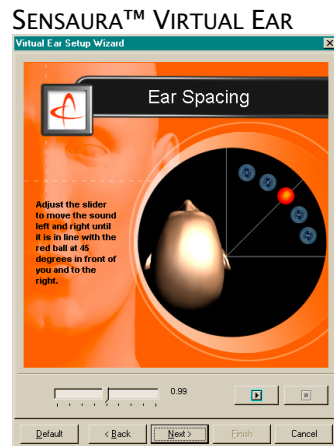 SENSAURA™ VIRTUAL EAR
Virtual Ear Setup Wizard
Ear Spacing
Adjust the slider
to move the sound
left and right until
it is in line with the
red ball at 45
degrees in front of
you and to the
right.
0.99
Default
< Back
Next >
Finish
Cancel